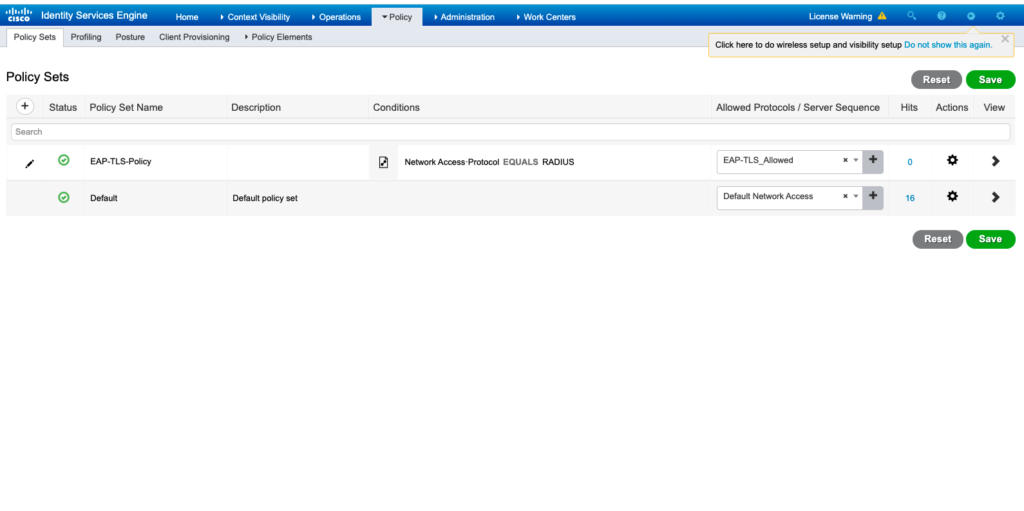 CISCO Identity Services Engine Home Context Visibility Operations Policy Administration Work Centers License Warning
Policy Sets Profiling Posture Client Provisioning Policy Elements
Click here to do wireless setup and visibility setup Do not show this again.
Policy Sets
Reset Save
Status Policy Set Name Description Conditions Allowed Protocols / Server Sequence Hits Actions View
Search
EAP-TLS-Policy Network Access·Protocol EQUALS RADIUS EAP-TLS_Allowed 0
Default Default policy set Default Network Access 16
Reset Save